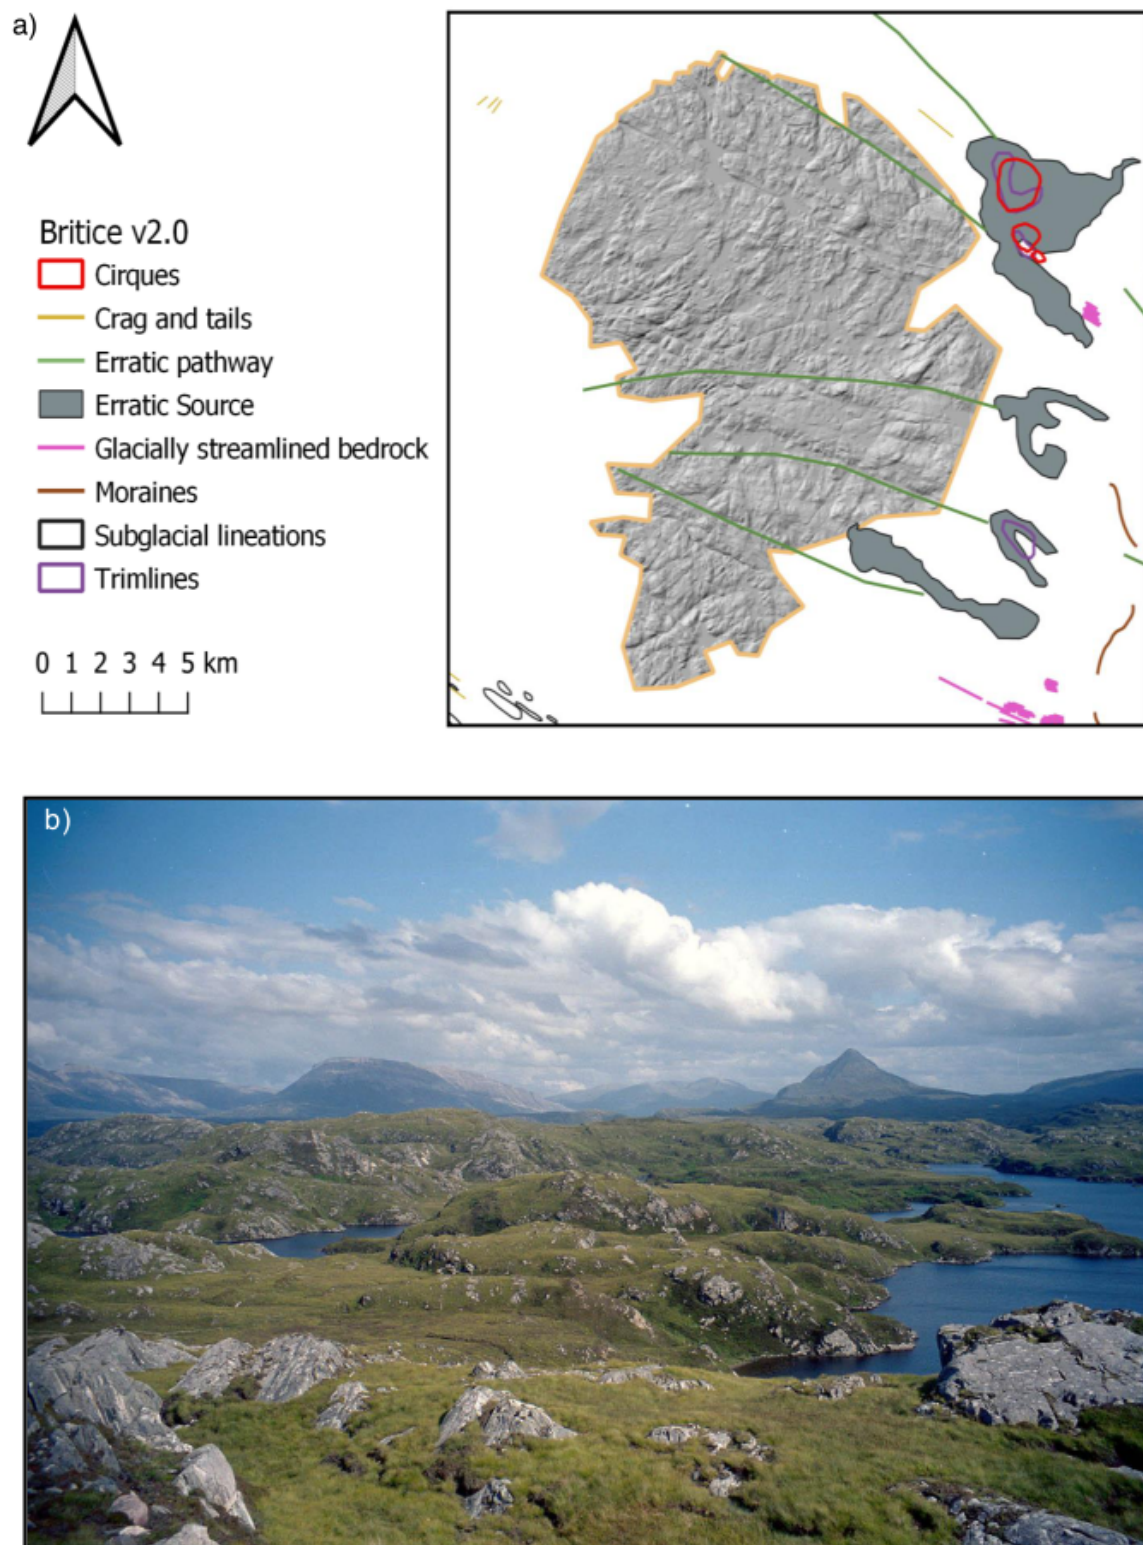 a)
Britice v2.0
Cirques
Crag and tails
Erratic pathway
Erratic Source
Glacially streamlined bedrock
Moraines
Subglacial lineations
Trimlines
0 1 2 3 4 5 km
b)